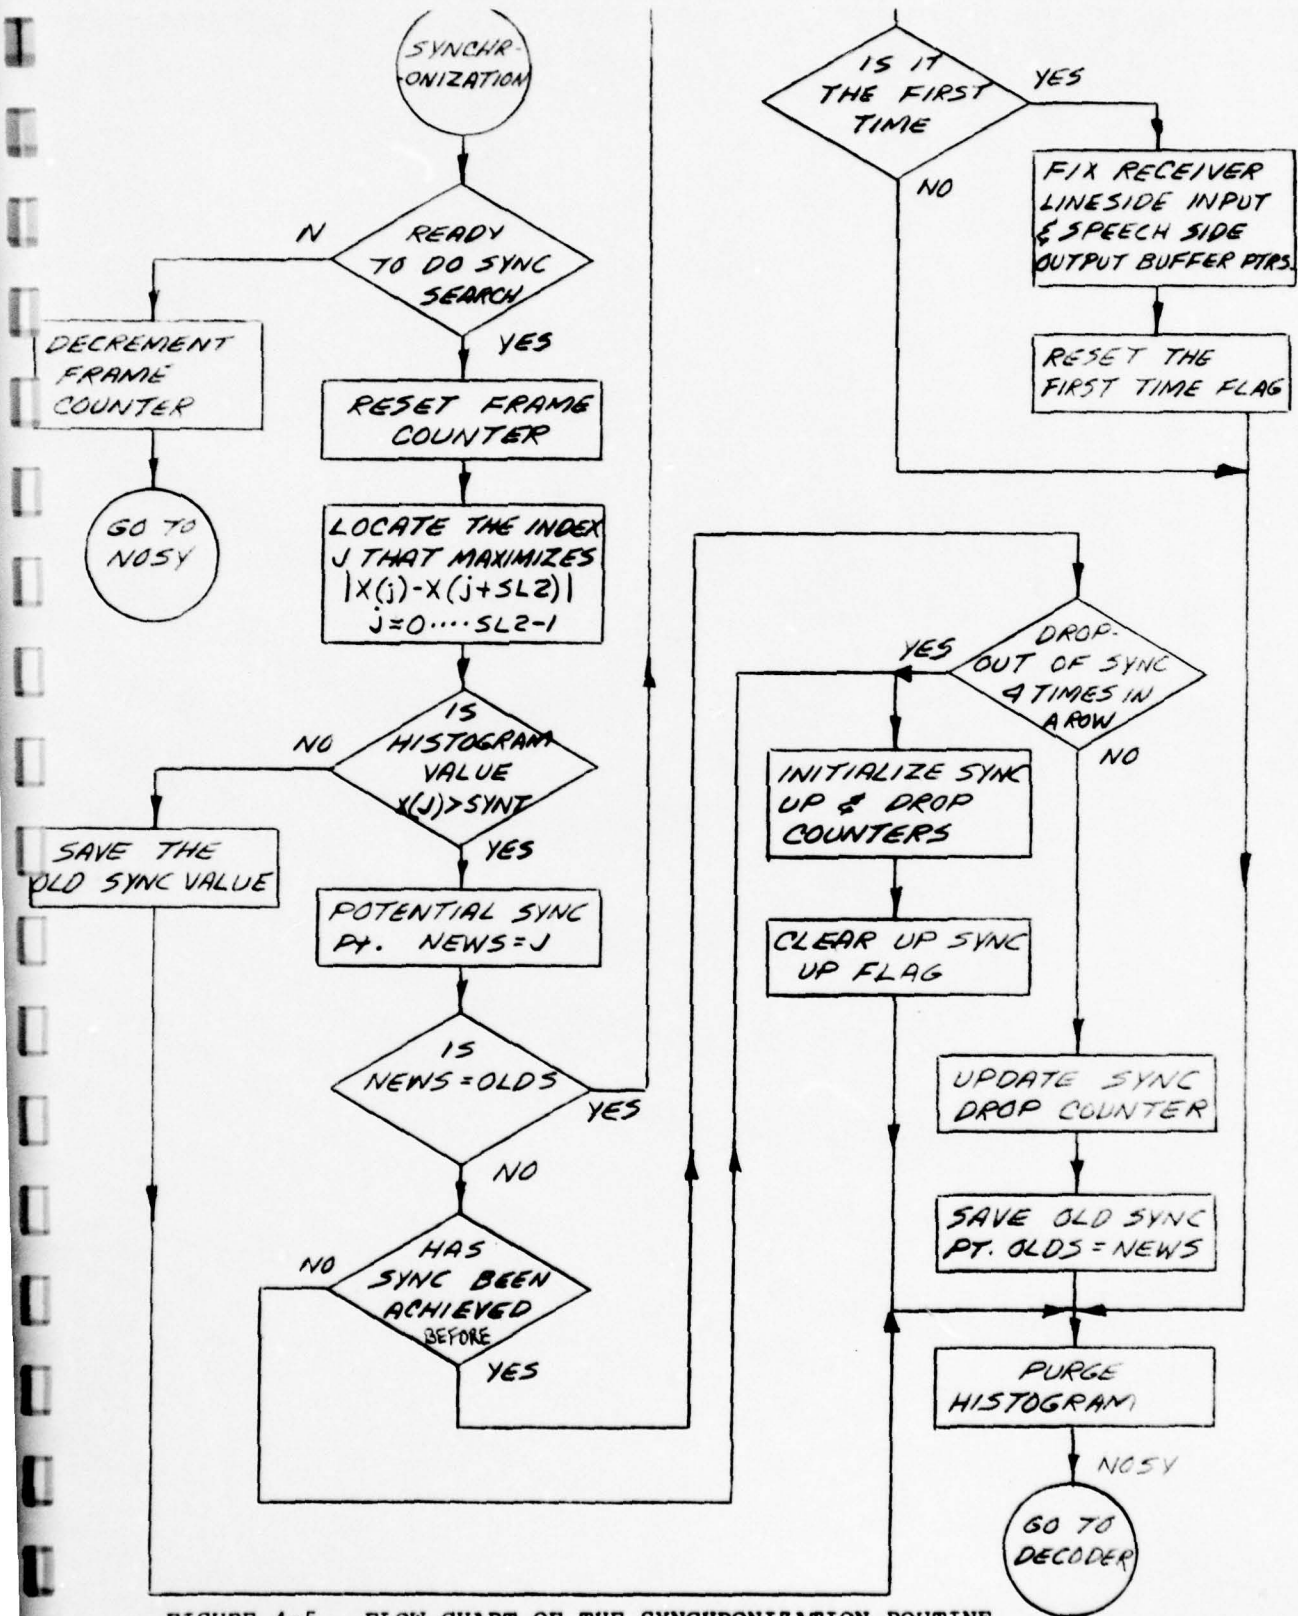 SYNCHR-
-ONIZATION
READY
TO DO SYNC
SEARCH
N
YES
DECREMENT
FRAME
COUNTER
GO TO
NOSY
RESET FRAME
COUNTER
LOCATE THE INDEX
J THAT MAXIMIZES
|X(j)-X(j+SL2)|
j=0····SL2-1
IS
HISTOGRAM
VALUE
X(J)>SYNT
NO
YES
SAVE THE
OLD SYNC VALUE
POTENTIAL SYNC
Pt. NEWS=J
IS
NEWS=OLDS
YES
NO
HAS
SYNC BEEN
ACHIEVED
BEFORE
NO
YES
IS IT
THE FIRST
TIME
YES
NO
FIX RECEIVER
LINESIDE INPUT
& SPEECH SIDE
OUTPUT BUFFER PTRS.
RESET THE
FIRST TIME FLAG
DROP-
OUT OF SYNC
4 TIMES IN
A ROW
YES
NO
INITIALIZE SYNC
UP & DROP
COUNTERS
CLEAR UP SYNC
UP FLAG
UPDATE SYNC
DROP COUNTER
SAVE OLD SYNC
PT. OLDS=NEWS
PURGE
HISTOGRAM
NOSY
GO TO
DECODER
FIGURE 4-5 FLOW CHART OF THE SYNCHRONIZATION ROUTINE